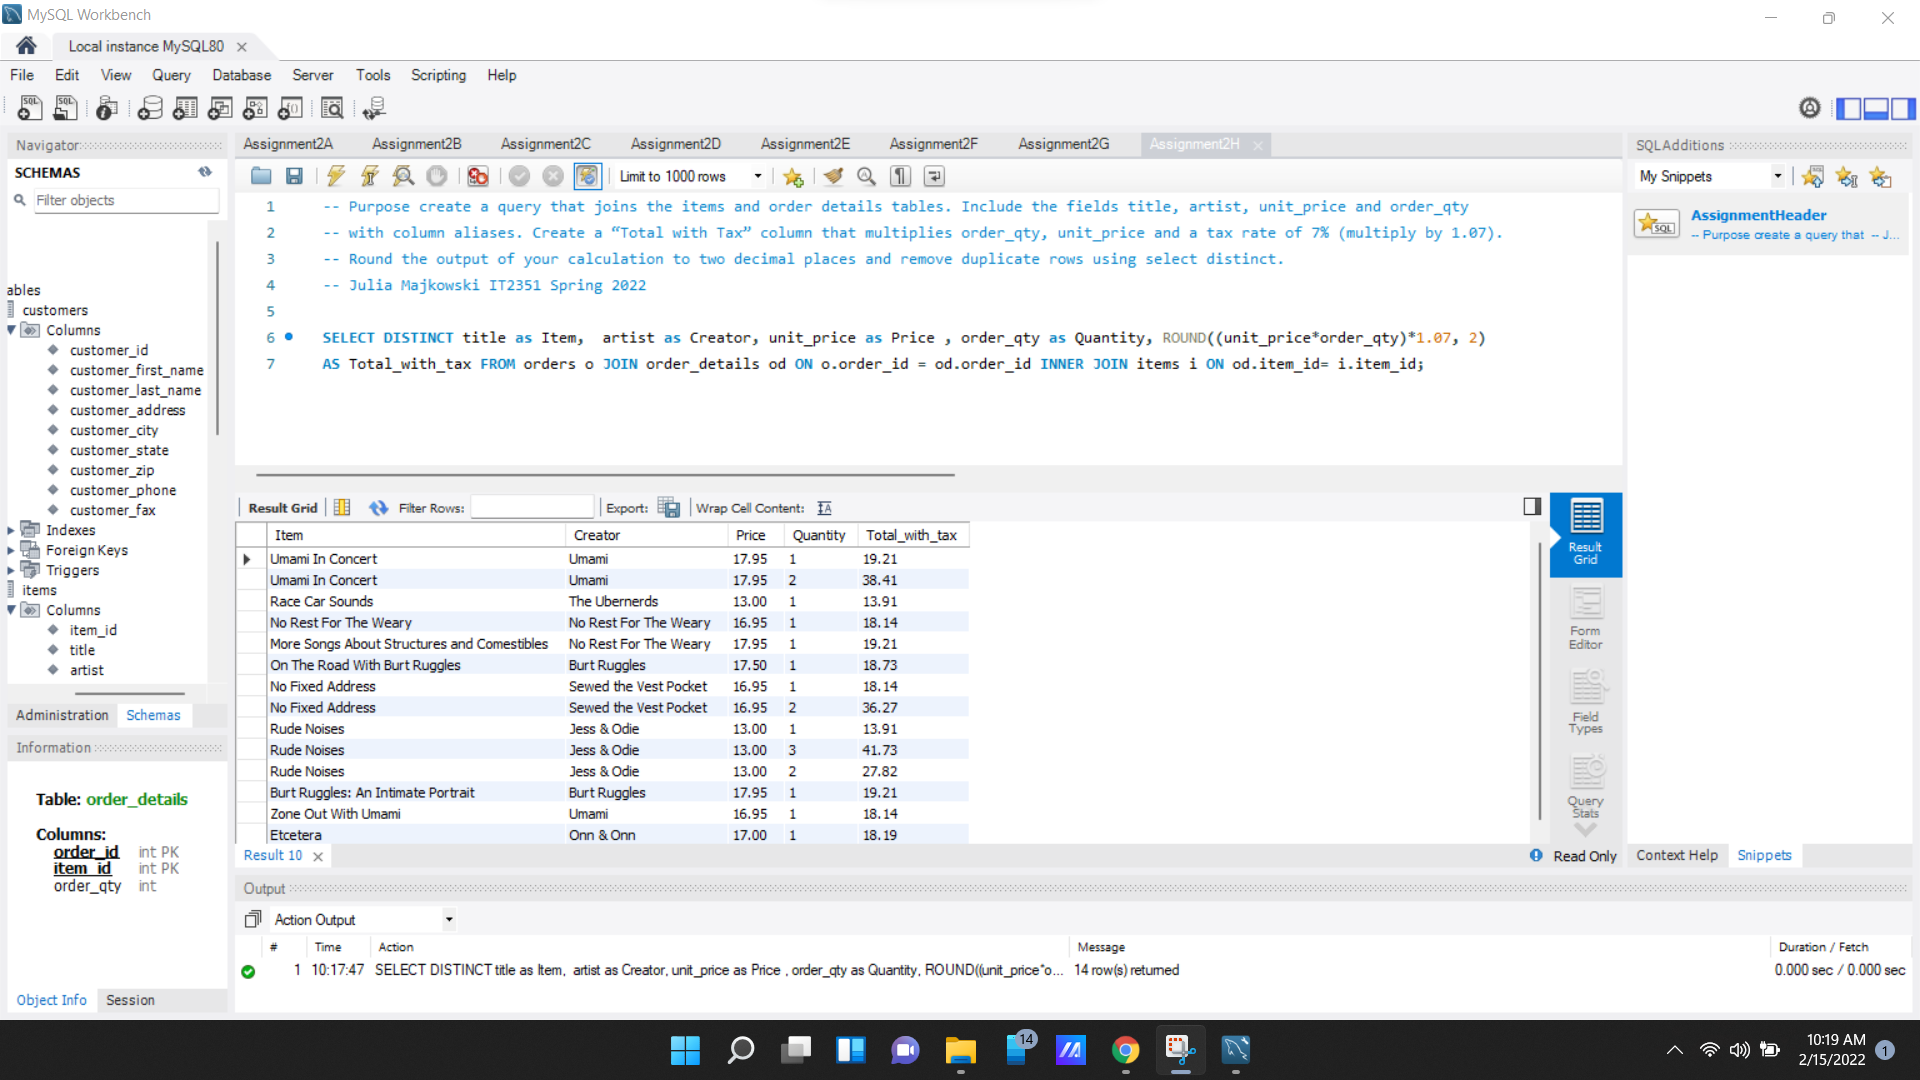 MySQL Workbench
Local instance MySQL80
File Edit View Query Database Server Tools Scripting Help
Navigator
SCHEMAS
Filter objects
ables
customers
Columns
customer_id
customer_first_name
customer_last_name
customer_address
customer_city
customer_state
customer_zip
customer_phone
customer_fax
Indexes
Foreign Keys
Triggers
items
Columns
item_id
title
artist
Administration Schemas
Information
Table: order_details
Columns:
order_id int PK
item_id int PK
order_qty int
Object Info Session
Assignment2A Assignment2B Assignment2C Assignment2D Assignment2E Assignment2F Assignment2G Assignment2H
Limit to 1000 rows
1 -- Purpose create a query that joins the items and order details tables. Include the fields title, artist, unit_price and order_qty
2 -- with column aliases. Create a “Total with Tax” column that multiplies order_qty, unit_price and a tax rate of 7% (multiply by 1.07).
3 -- Round the output of your calculation to two decimal places and remove duplicate rows using select distinct.
4 -- Julia Majkowski IT2351 Spring 2022
5
6 SELECT DISTINCT title as Item,  artist as Creator, unit_price as Price , order_qty as Quantity, ROUND((unit_price*order_qty)*1.07, 2)
7 AS Total_with_tax FROM orders o JOIN order_details od ON o.order_id = od.order_id INNER JOIN items i ON od.item_id= i.item_id;
Result Grid Filter Rows: Export: Wrap Cell Content:
Item Creator Price Quantity Total_with_tax
Umami In Concert Umami 17.95 1 19.21
Umami In Concert Umami 17.95 2 38.41
Race Car Sounds The Ubernerds 13.00 1 13.91
No Rest For The Weary No Rest For The Weary 16.95 1 18.14
More Songs About Structures and Comestibles No Rest For The Weary 17.95 1 19.21
On The Road With Burt Ruggles Burt Ruggles 17.50 1 18.73
No Fixed Address Sewed the Vest Pocket 16.95 1 18.14
No Fixed Address Sewed the Vest Pocket 16.95 2 36.27
Rude Noises Jess & Odie 13.00 1 13.91
Rude Noises Jess & Odie 13.00 3 41.73
Rude Noises Jess & Odie 13.00 2 27.82
Burt Ruggles: An Intimate Portrait Burt Ruggles 17.95 1 19.21
Zone Out With Umami Umami 16.95 1 18.14
Etcetera Onn & Onn 17.00 1 18.19
Result Grid
Form Editor
Field Types
Query Stats
Result 10
Read Only
SQLAdditions
My Snippets
SQL
AssignmentHeader
-- Purpose create a query that -- J...
Context Help Snippets
Output
Action Output
# Time Action Message Duration / Fetch
1 10:17:47 SELECT DISTINCT title as Item,  artist as Creator, unit_price as Price , order_qty as Quantity, ROUND((unit_price*o... 14 row(s) returned 0.000 sec / 0.000 sec
14
10:19 AM
2/15/2022
1